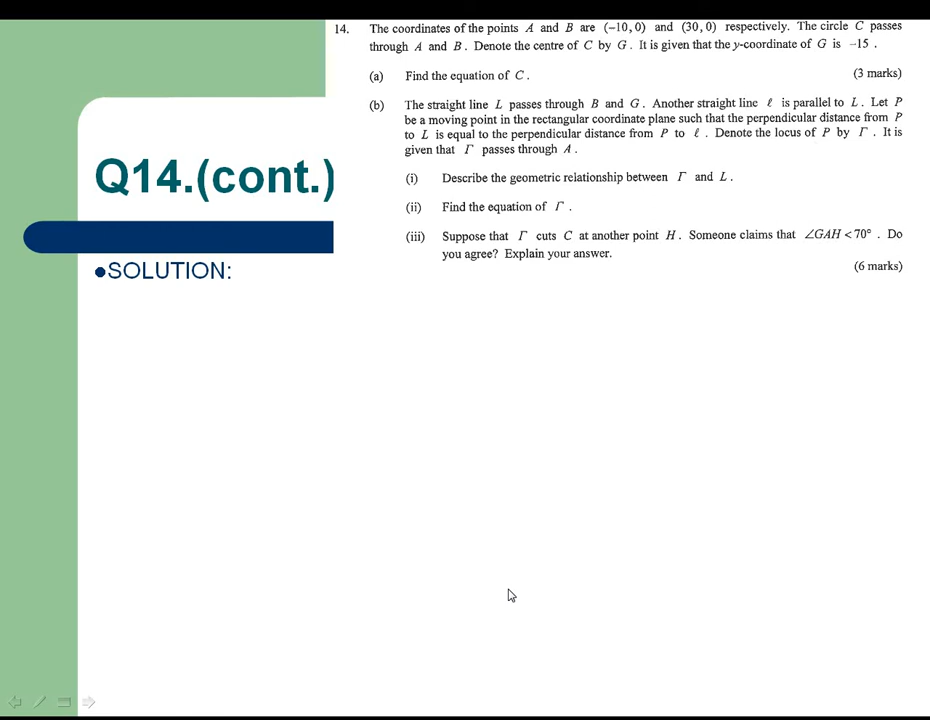 14. The coordinates of the points A and B are (−10, 0) and (30, 0) respectively. The circle C passes
through A and B . Denote the centre of C by G . It is given that the y-coordinate of G is −15 .
(a) Find the equation of C . (3 marks)
(b) The straight line L passes through B and G . Another straight line ℓ is parallel to L . Let P
be a moving point in the rectangular coordinate plane such that the perpendicular distance from P
to L is equal to the perpendicular distance from P to ℓ . Denote the locus of P by Γ . It is
given that Γ passes through A .
(i) Describe the geometric relationship between Γ and L .
(ii) Find the equation of Γ .
(iii) Suppose that Γ cuts C at another point H . Someone claims that ∠GAH < 70° . Do
you agree? Explain your answer.
(6 marks)
Q14.(cont.)
●SOLUTION: